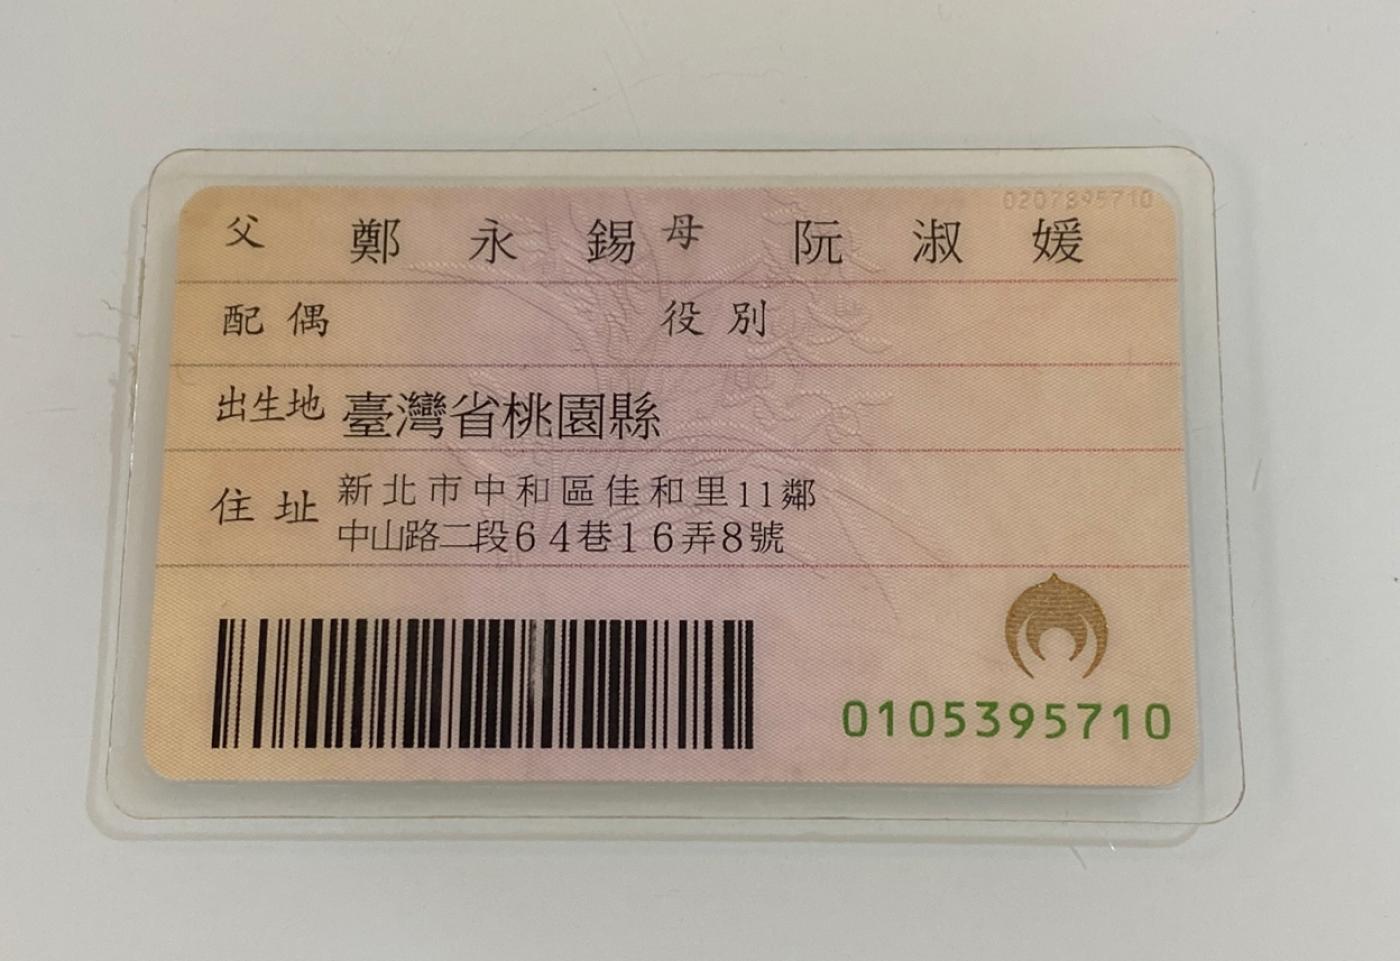 0207895710
父 鄭永錫 母 阮淑媛
配偶 役別
出生地 臺灣省桃園縣
住址 新北市中和區佳和里11鄰
中山路二段64巷16弄8號
0105395710